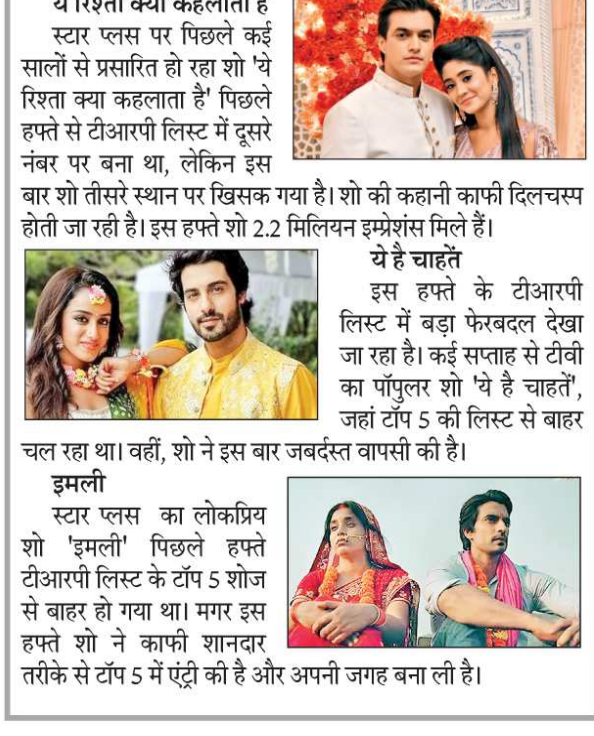 ये रिश्ता क्या कहलाता है
स्टार प्लस पर पिछले कई
सालों से प्रसारित हो रहा शो 'ये
रिश्ता क्या कहलाता है' पिछले
हफ्ते से टीआरपी लिस्ट में दूसरे
नंबर पर बना था, लेकिन इस
बार शो तीसरे स्थान पर खिसक गया है। शो की कहानी काफी दिलचस्प
होती जा रही है। इस हफ्ते शो 2.2 मिलियन इम्प्रेशंस मिले हैं।
ये है चाहतें
इस हफ्ते के टीआरपी
लिस्ट में बड़ा फेरबदल देखा
जा रहा है। कई सप्ताह से टीवी
का पॉपुलर शो 'ये है चाहतें',
जहां टॉप 5 की लिस्ट से बाहर
चल रहा था। वहीं, शो ने इस बार जबर्दस्त वापसी की है।
इमली
स्टार प्लस का लोकप्रिय
शो 'इमली' पिछले हफ्ते
टीआरपी लिस्ट के टॉप 5 शोज
से बाहर हो गया था। मगर इस
हफ्ते शो ने काफी शानदार
तरीके से टॉप 5 में एंट्री की है और अपनी जगह बना ली है।